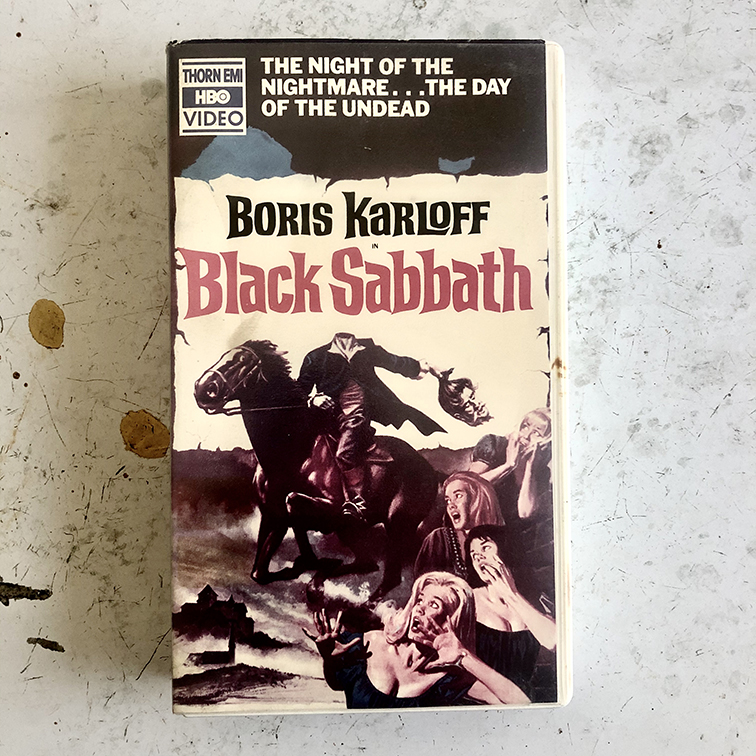 THORN EMI
HBO
VIDEO
THE NIGHT OF THE
NIGHTMARE...THE DAY
OF THE UNDEAD
BORIS KARLOFF
IN
BLACK SABBATH